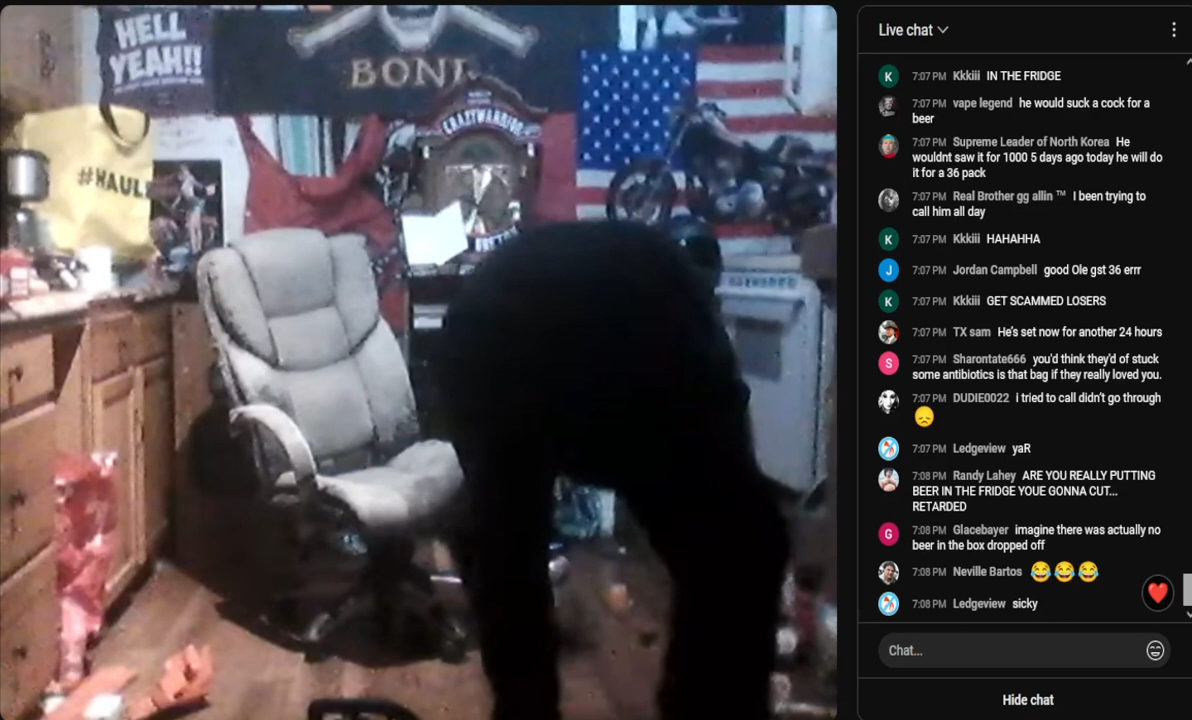 HELL
YEAH!!
BONE
#HAUL
CRAZYWARRIOR
Live chat
7:07 PM Kkkiii IN THE FRIDGE
7:07 PM vape legend he would suck a cock for a
beer
7:07 PM Supreme Leader of North Korea He
wouldnt saw it for 1000 5 days ago today he will do
it for a 36 pack
7:07 PM Real Brother gg allin ™ I been trying to
call him all day
K 7:07 PM Kkkiii HAHAHHA
J 7:07 PM Jordan Campbell good Ole gst 36 errr
K 7:07 PM Kkkiii GET SCAMMED LOSERS
7:07 PM TX sam He's set now for another 24 hours
S 7:07 PM Sharontate666 you'd think they'd of stuck
some antibiotics is that bag if they really loved you.
7:07 PM DUDIE0022 i tried to call didn't go through
😞
7:07 PM Ledgeview yaR
7:08 PM Randy Lahey ARE YOU REALLY PUTTING
BEER IN THE FRIDGE YOUE GONNA CUT...
RETARDED
G 7:08 PM Glacebayer imagine there was actually no
beer in the box dropped off
7:08 PM Neville Bartos 😂😂😂
7:08 PM Ledgeview sicky
Chat...
Hide chat